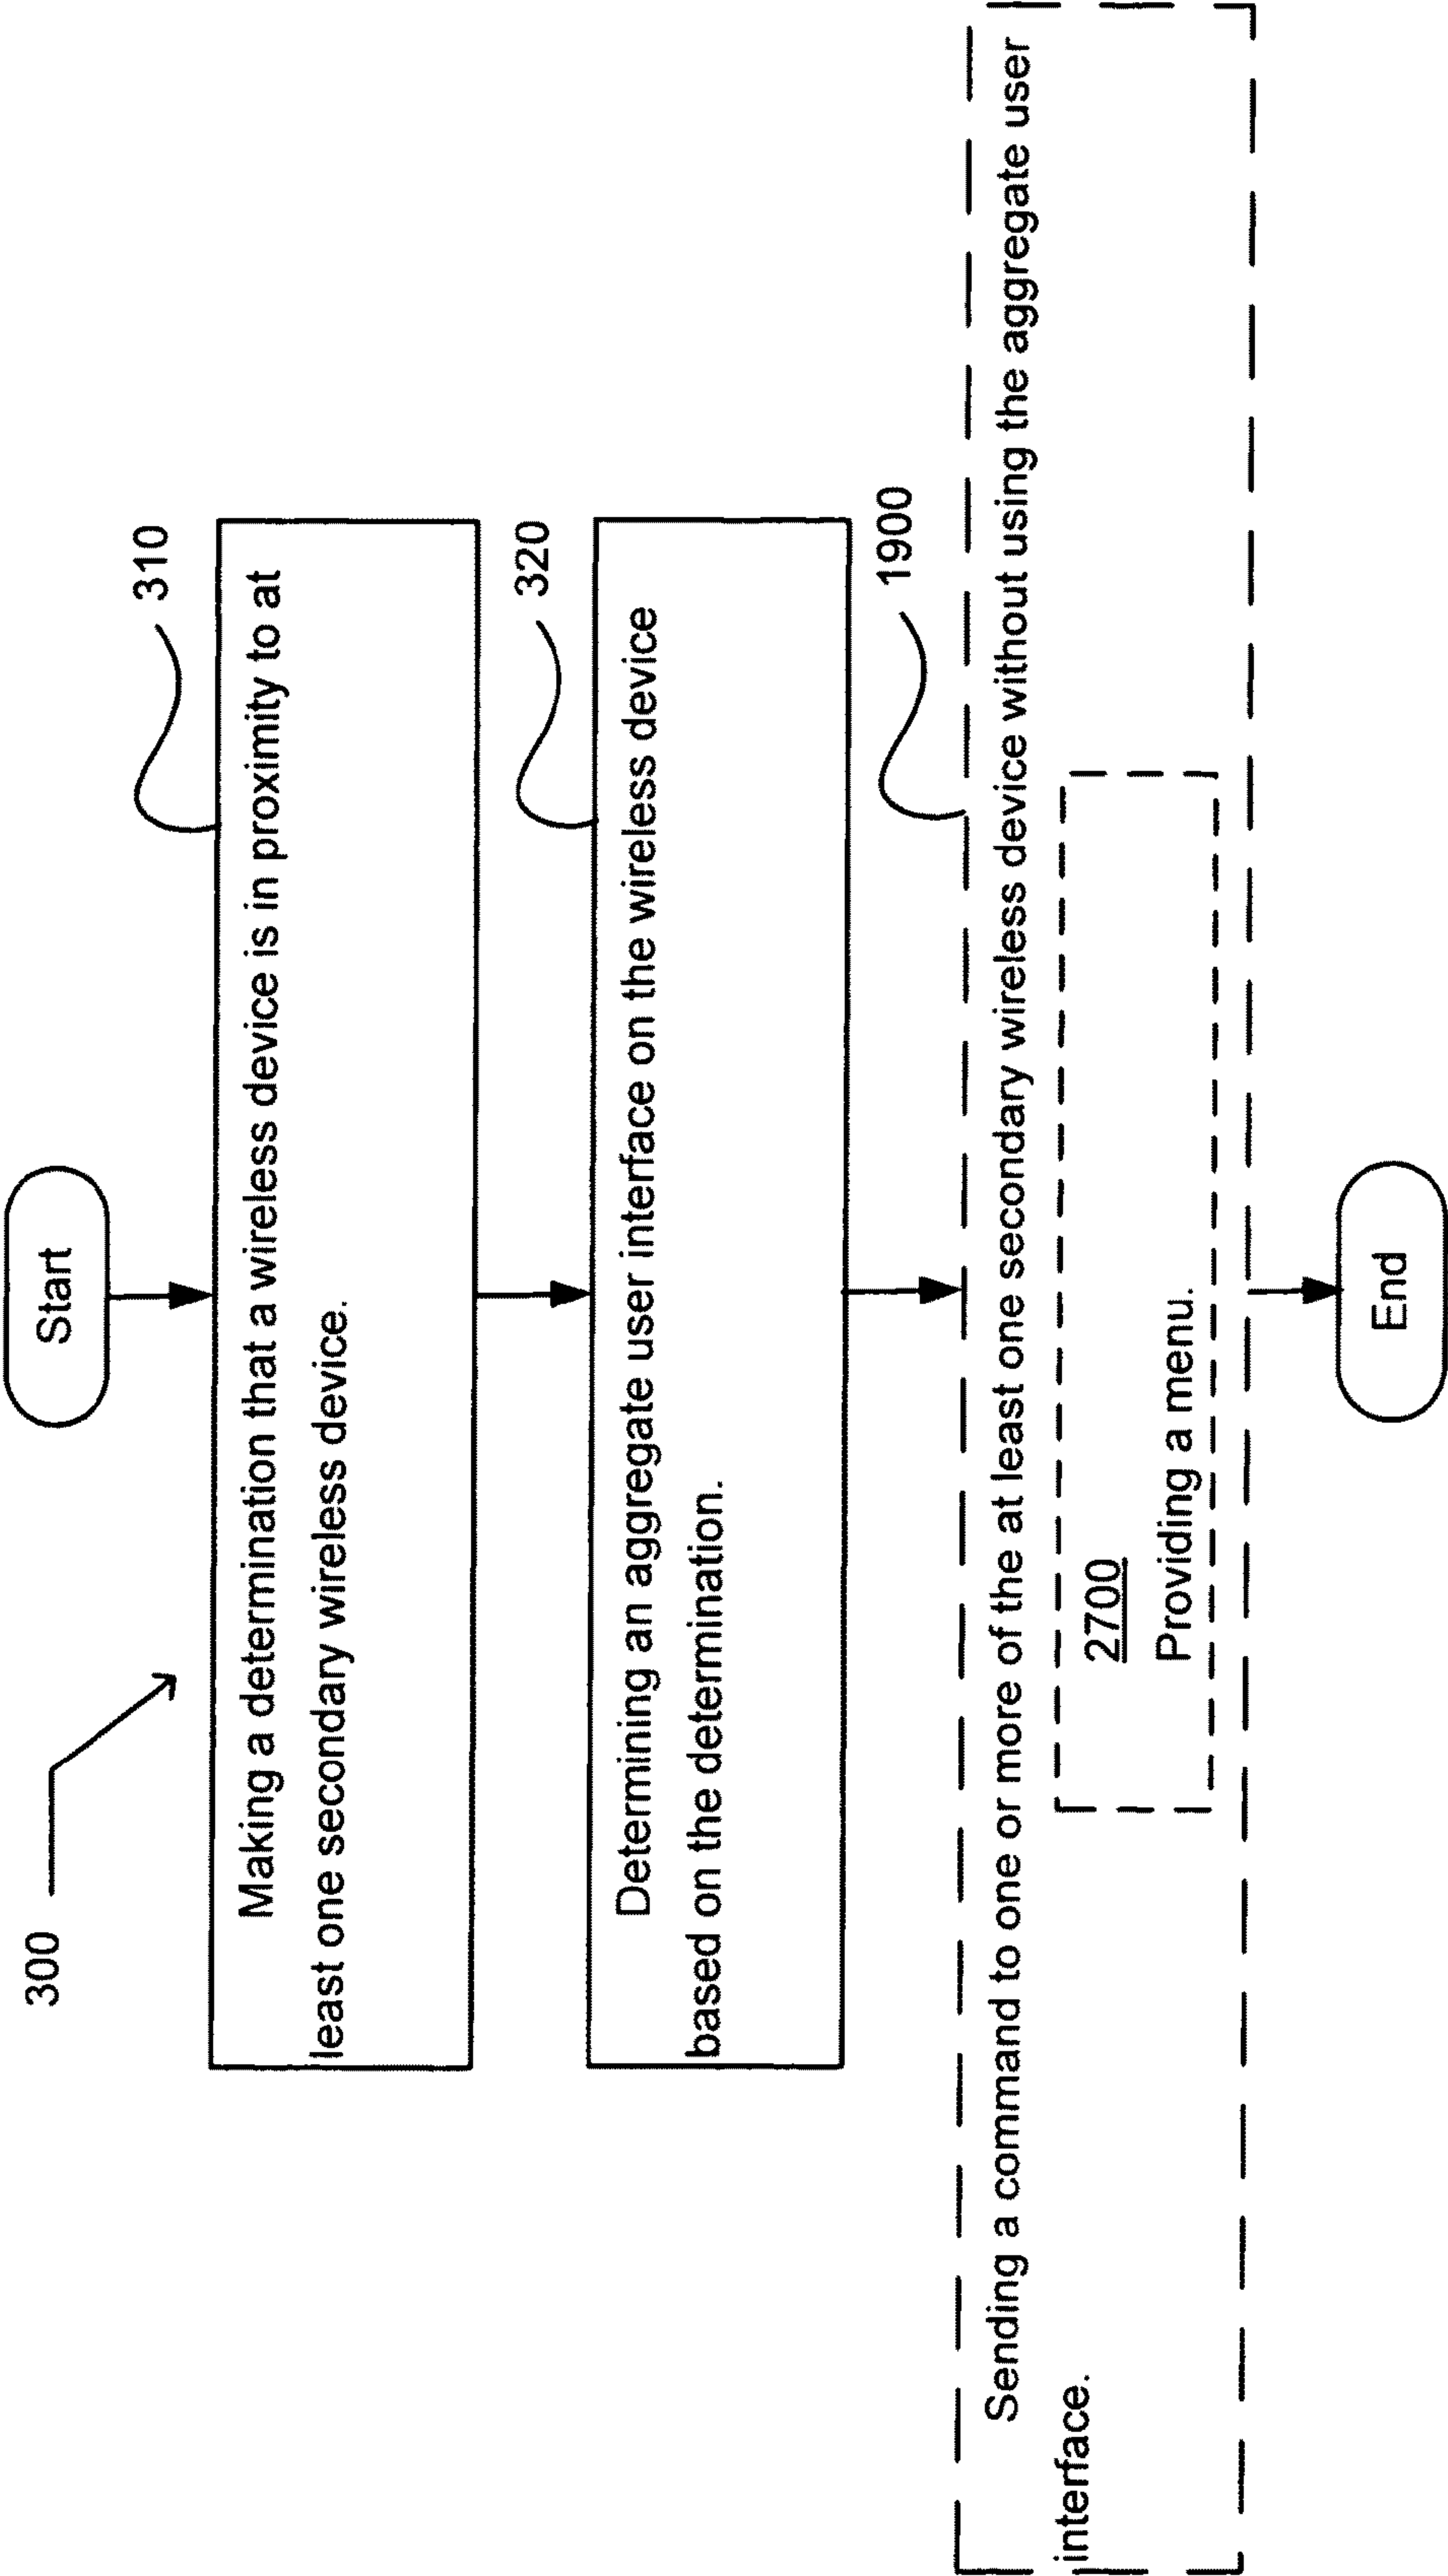 Start
300
310
Making a determination that a wireless device is in proximity to at
least one secondary wireless device.
320
Determining an aggregate user interface on the wireless device
based on the determination.
1900
Sending a command to one or more of the at least one secondary wireless device without using the aggregate user
interface.
2700
Providing a menu.
End